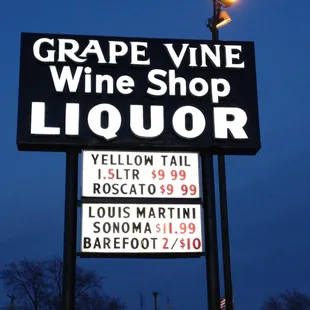 GRAPE VINE
Wine Shop
LIQUOR
YELLLOW TAIL
1.5LTR $9 99
ROSCATO $9 99
LOUIS MARTINI
SONOMA $11.99
BAREFOOT 2/$10